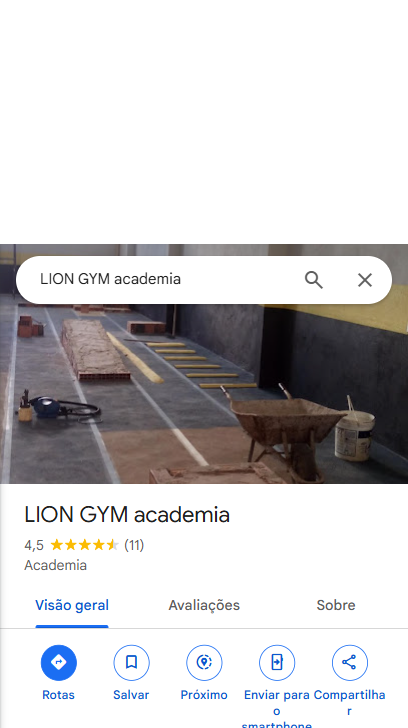 LION GYM academia
LION GYM academia
4,5 (11)
Academia
Visão geral Avaliações Sobre
Rotas Salvar Próximo Enviar para o smartphone Compartilhar